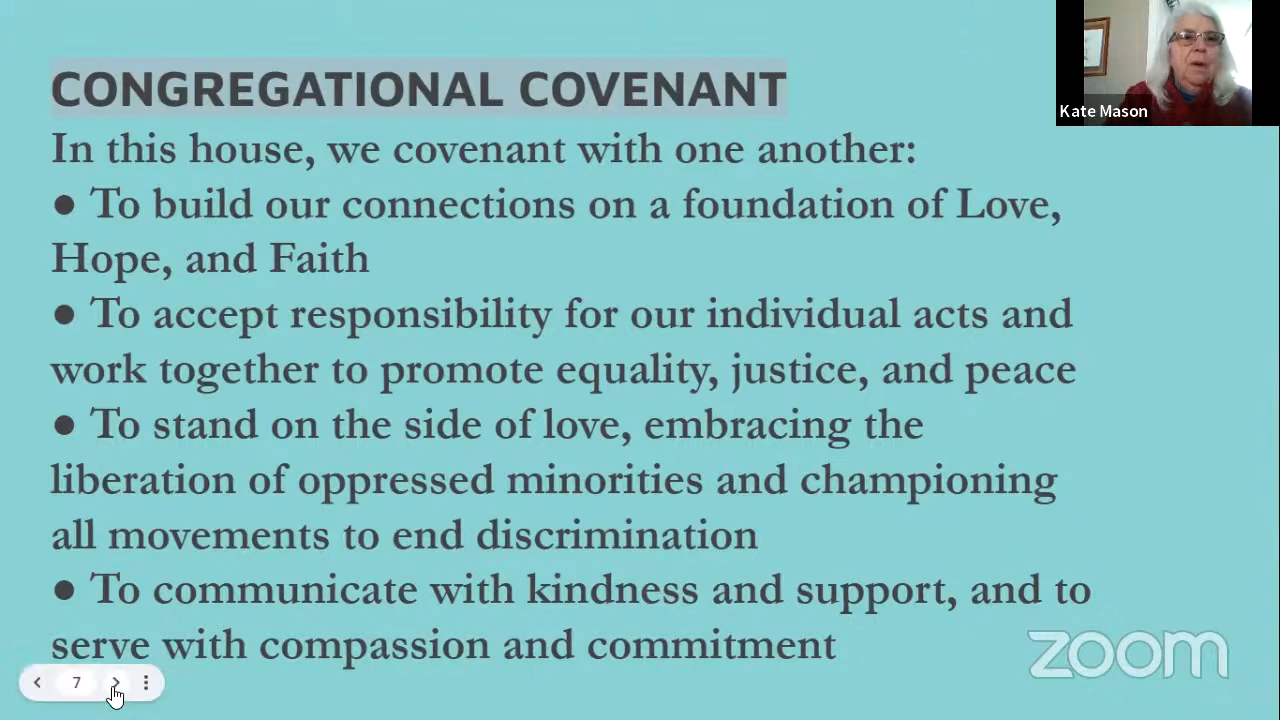 CONGREGATIONAL COVENANT
In this house, we covenant with one another:
● To build our connections on a foundation of Love,
Hope, and Faith
● To accept responsibility for our individual acts and
work together to promote equality, justice, and peace
● To stand on the side of love, embracing the
liberation of oppressed minorities and championing
all movements to end discrimination
● To communicate with kindness and support, and to
serve with compassion and commitment
Kate Mason
7
zoom